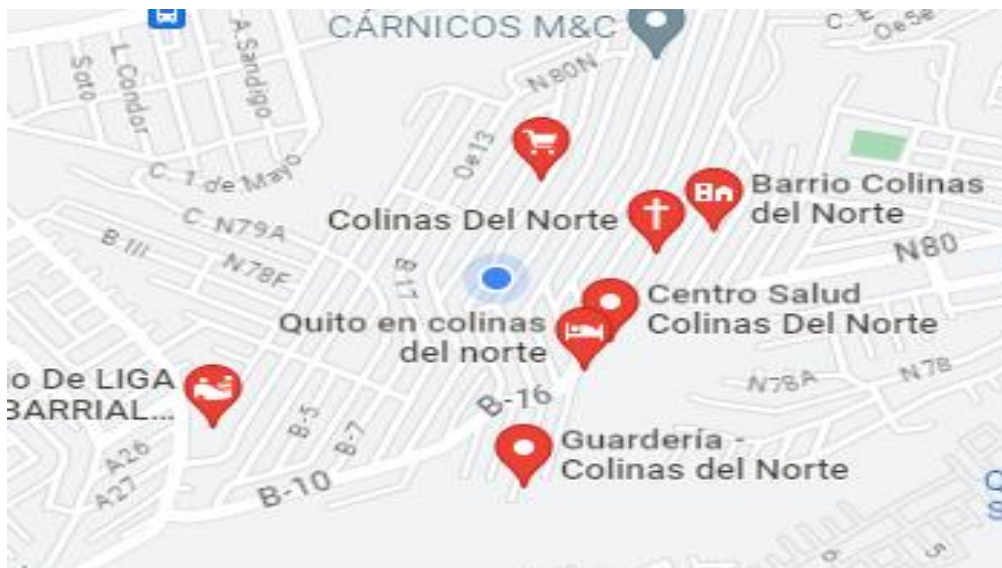 CÁRNICOS M&C
Soto
L. Condor
A. Sandigo
N80N
Oe13
C. 1 de Mayo
Colinas Del Norte
Barrio Colinas
del Norte
C N79A
B III
N78F
B 17
N80
Centro Salud
Colinas Del Norte
Quito en colinas
del norte
o De LIGA
BARRIAL...
N78A
N78
B-16
B-5
B-7
Guardería -
Colinas del Norte
A26
A27
B-10